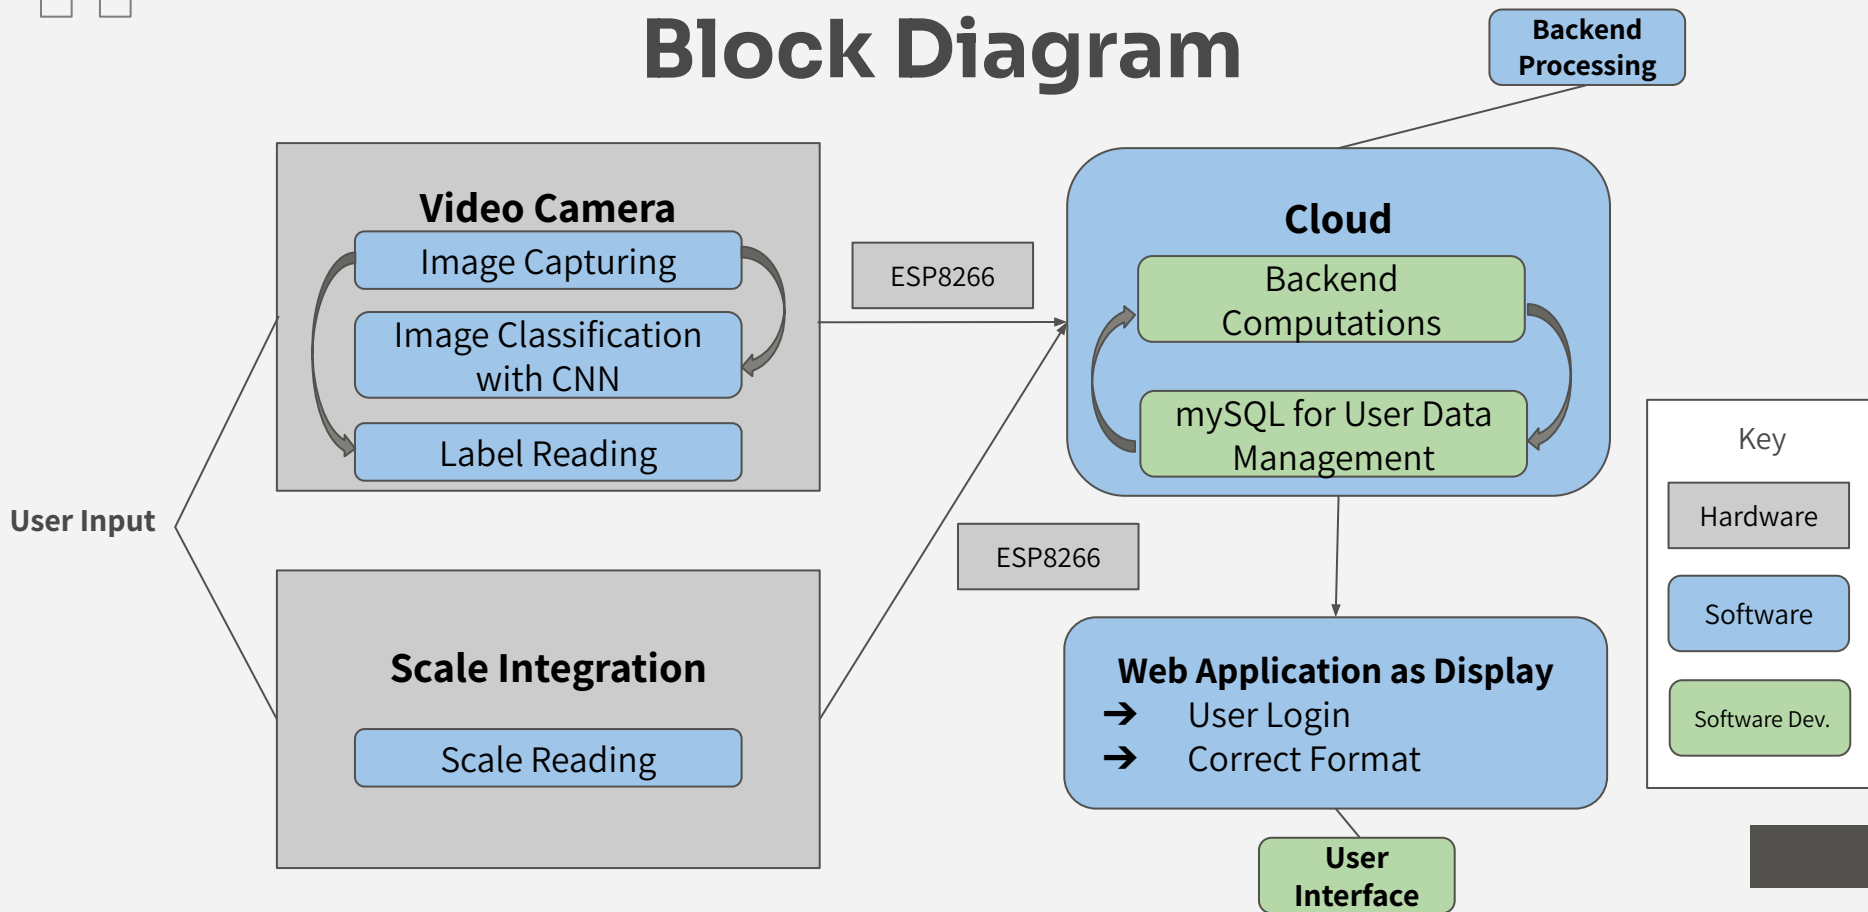 Block Diagram
Backend
Processing
Video Camera
Image Capturing
Image Classification
with CNN
Label Reading
ESP8266
Cloud
Backend
Computations
mySQL for User Data
Management
User Input
ESP8266
Scale Integration
Scale Reading
Web Application as Display
➔ User Login
➔ Correct Format
User
Interface
Key
Hardware
Software
Software Dev.